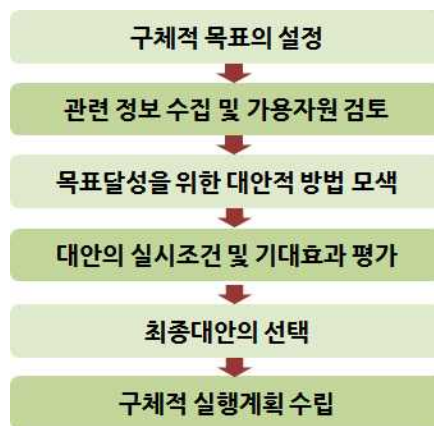 구체적 목표의 설정
관련 정보 수집 및 가용자원 검토
목표달성을 위한 대안적 방법 모색
대안의 실시조건 및 기대효과 평가
최종대안의 선택
구체적 실행계획 수립